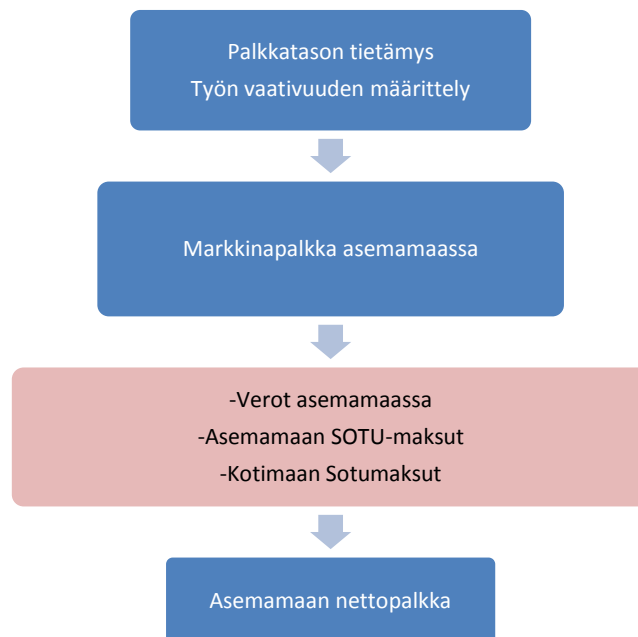 Palkkatason tietämys
Työn vaativuuden määrittely
Markkinapalkka asemamaassa
-Verot asemamaassa
-Asemamaan SOTU-maksut
-Kotimaan Sotumaksut
Asemamaan nettopalkka